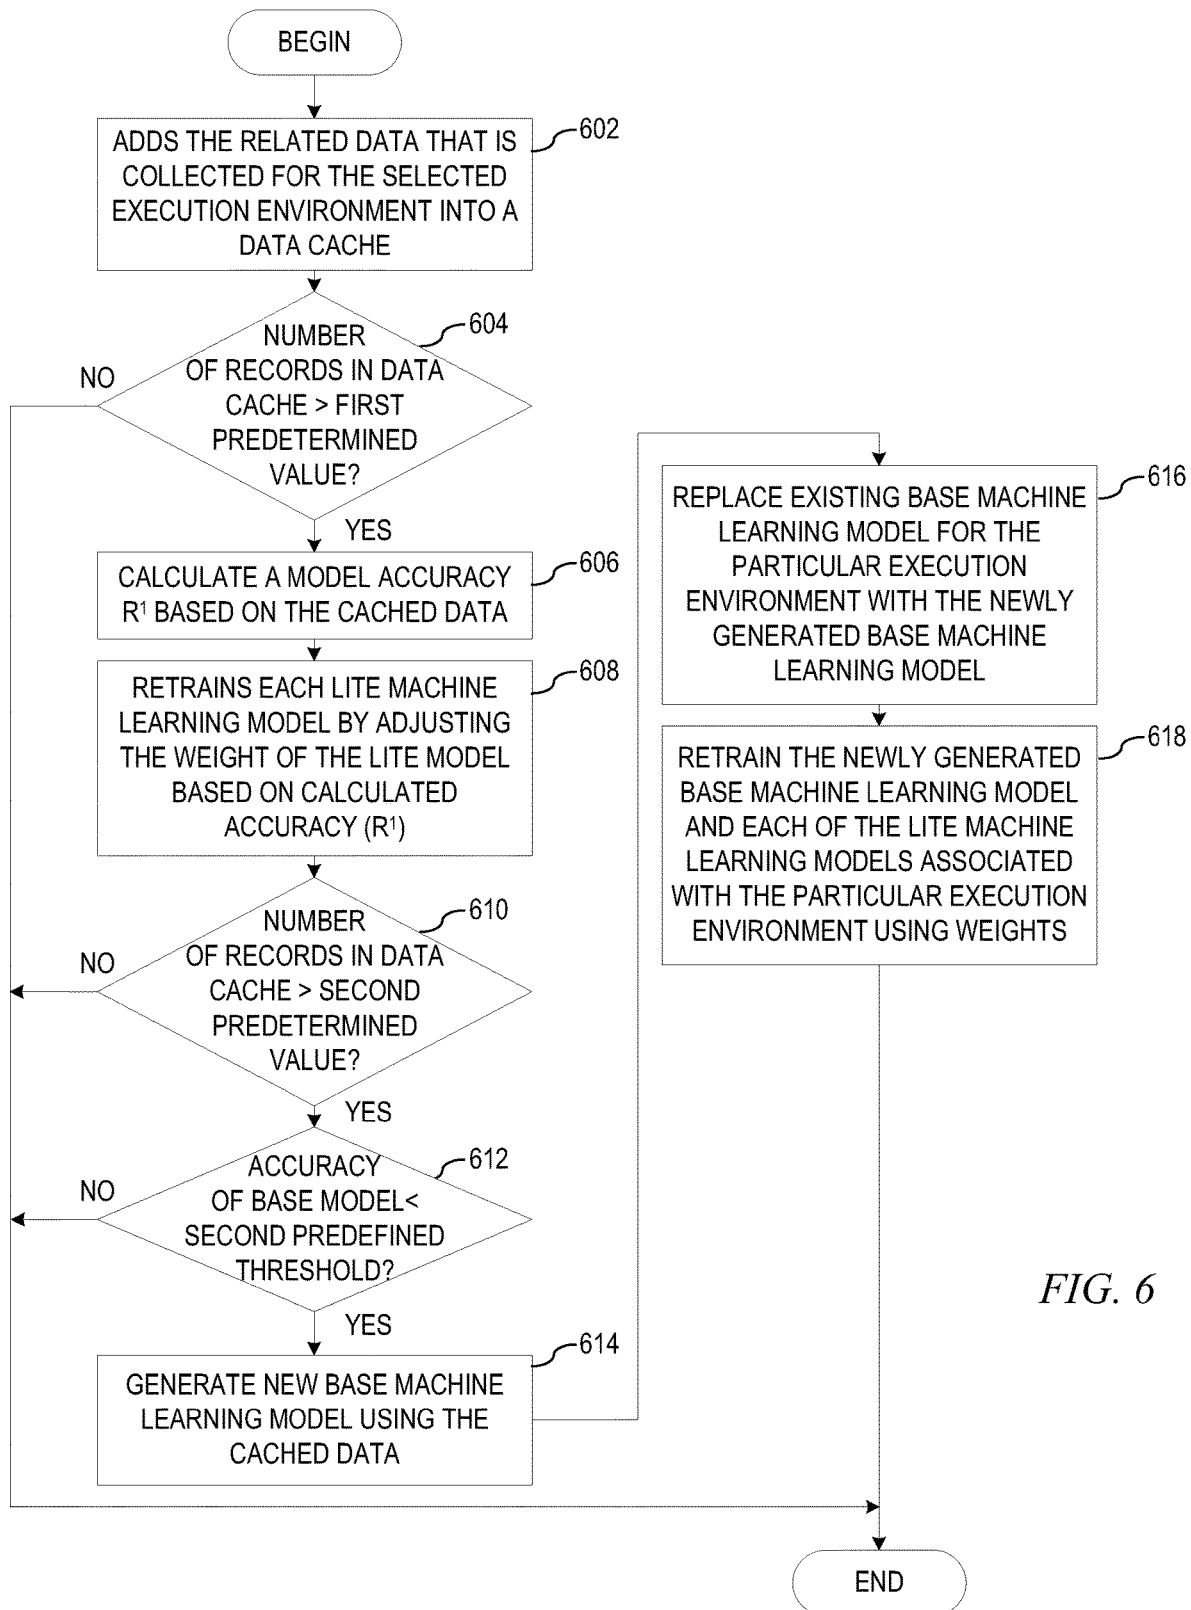 BEGIN
602
ADDS THE RELATED DATA THAT IS
COLLECTED FOR THE SELECTED
EXECUTION ENVIRONMENT INTO A
DATA CACHE
604
NUMBER
OF RECORDS IN DATA
CACHE > FIRST
PREDETERMINED
VALUE?
NO
YES
606
CALCULATE A MODEL ACCURACY
R¹ BASED ON THE CACHED DATA
608
RETRAINS EACH LITE MACHINE
LEARNING MODEL BY ADJUSTING
THE WEIGHT OF THE LITE MODEL
BASED ON CALCULATED
ACCURACY (R¹)
610
NUMBER
OF RECORDS IN DATA
CACHE > SECOND
PREDETERMINED
VALUE?
NO
YES
612
ACCURACY
OF BASE MODEL<
SECOND PREDEFINED
THRESHOLD?
NO
YES
614
GENERATE NEW BASE MACHINE
LEARNING MODEL USING THE
CACHED DATA
616
REPLACE EXISTING BASE MACHINE
LEARNING MODEL FOR THE
PARTICULAR EXECUTION
ENVIRONMENT WITH THE NEWLY
GENERATED BASE MACHINE
LEARNING MODEL
618
RETRAIN THE NEWLY GENERATED
BASE MACHINE LEARNING MODEL
AND EACH OF THE LITE MACHINE
LEARNING MODELS ASSOCIATED
WITH THE PARTICULAR EXECUTION
ENVIRONMENT USING WEIGHTS
END
FIG. 6